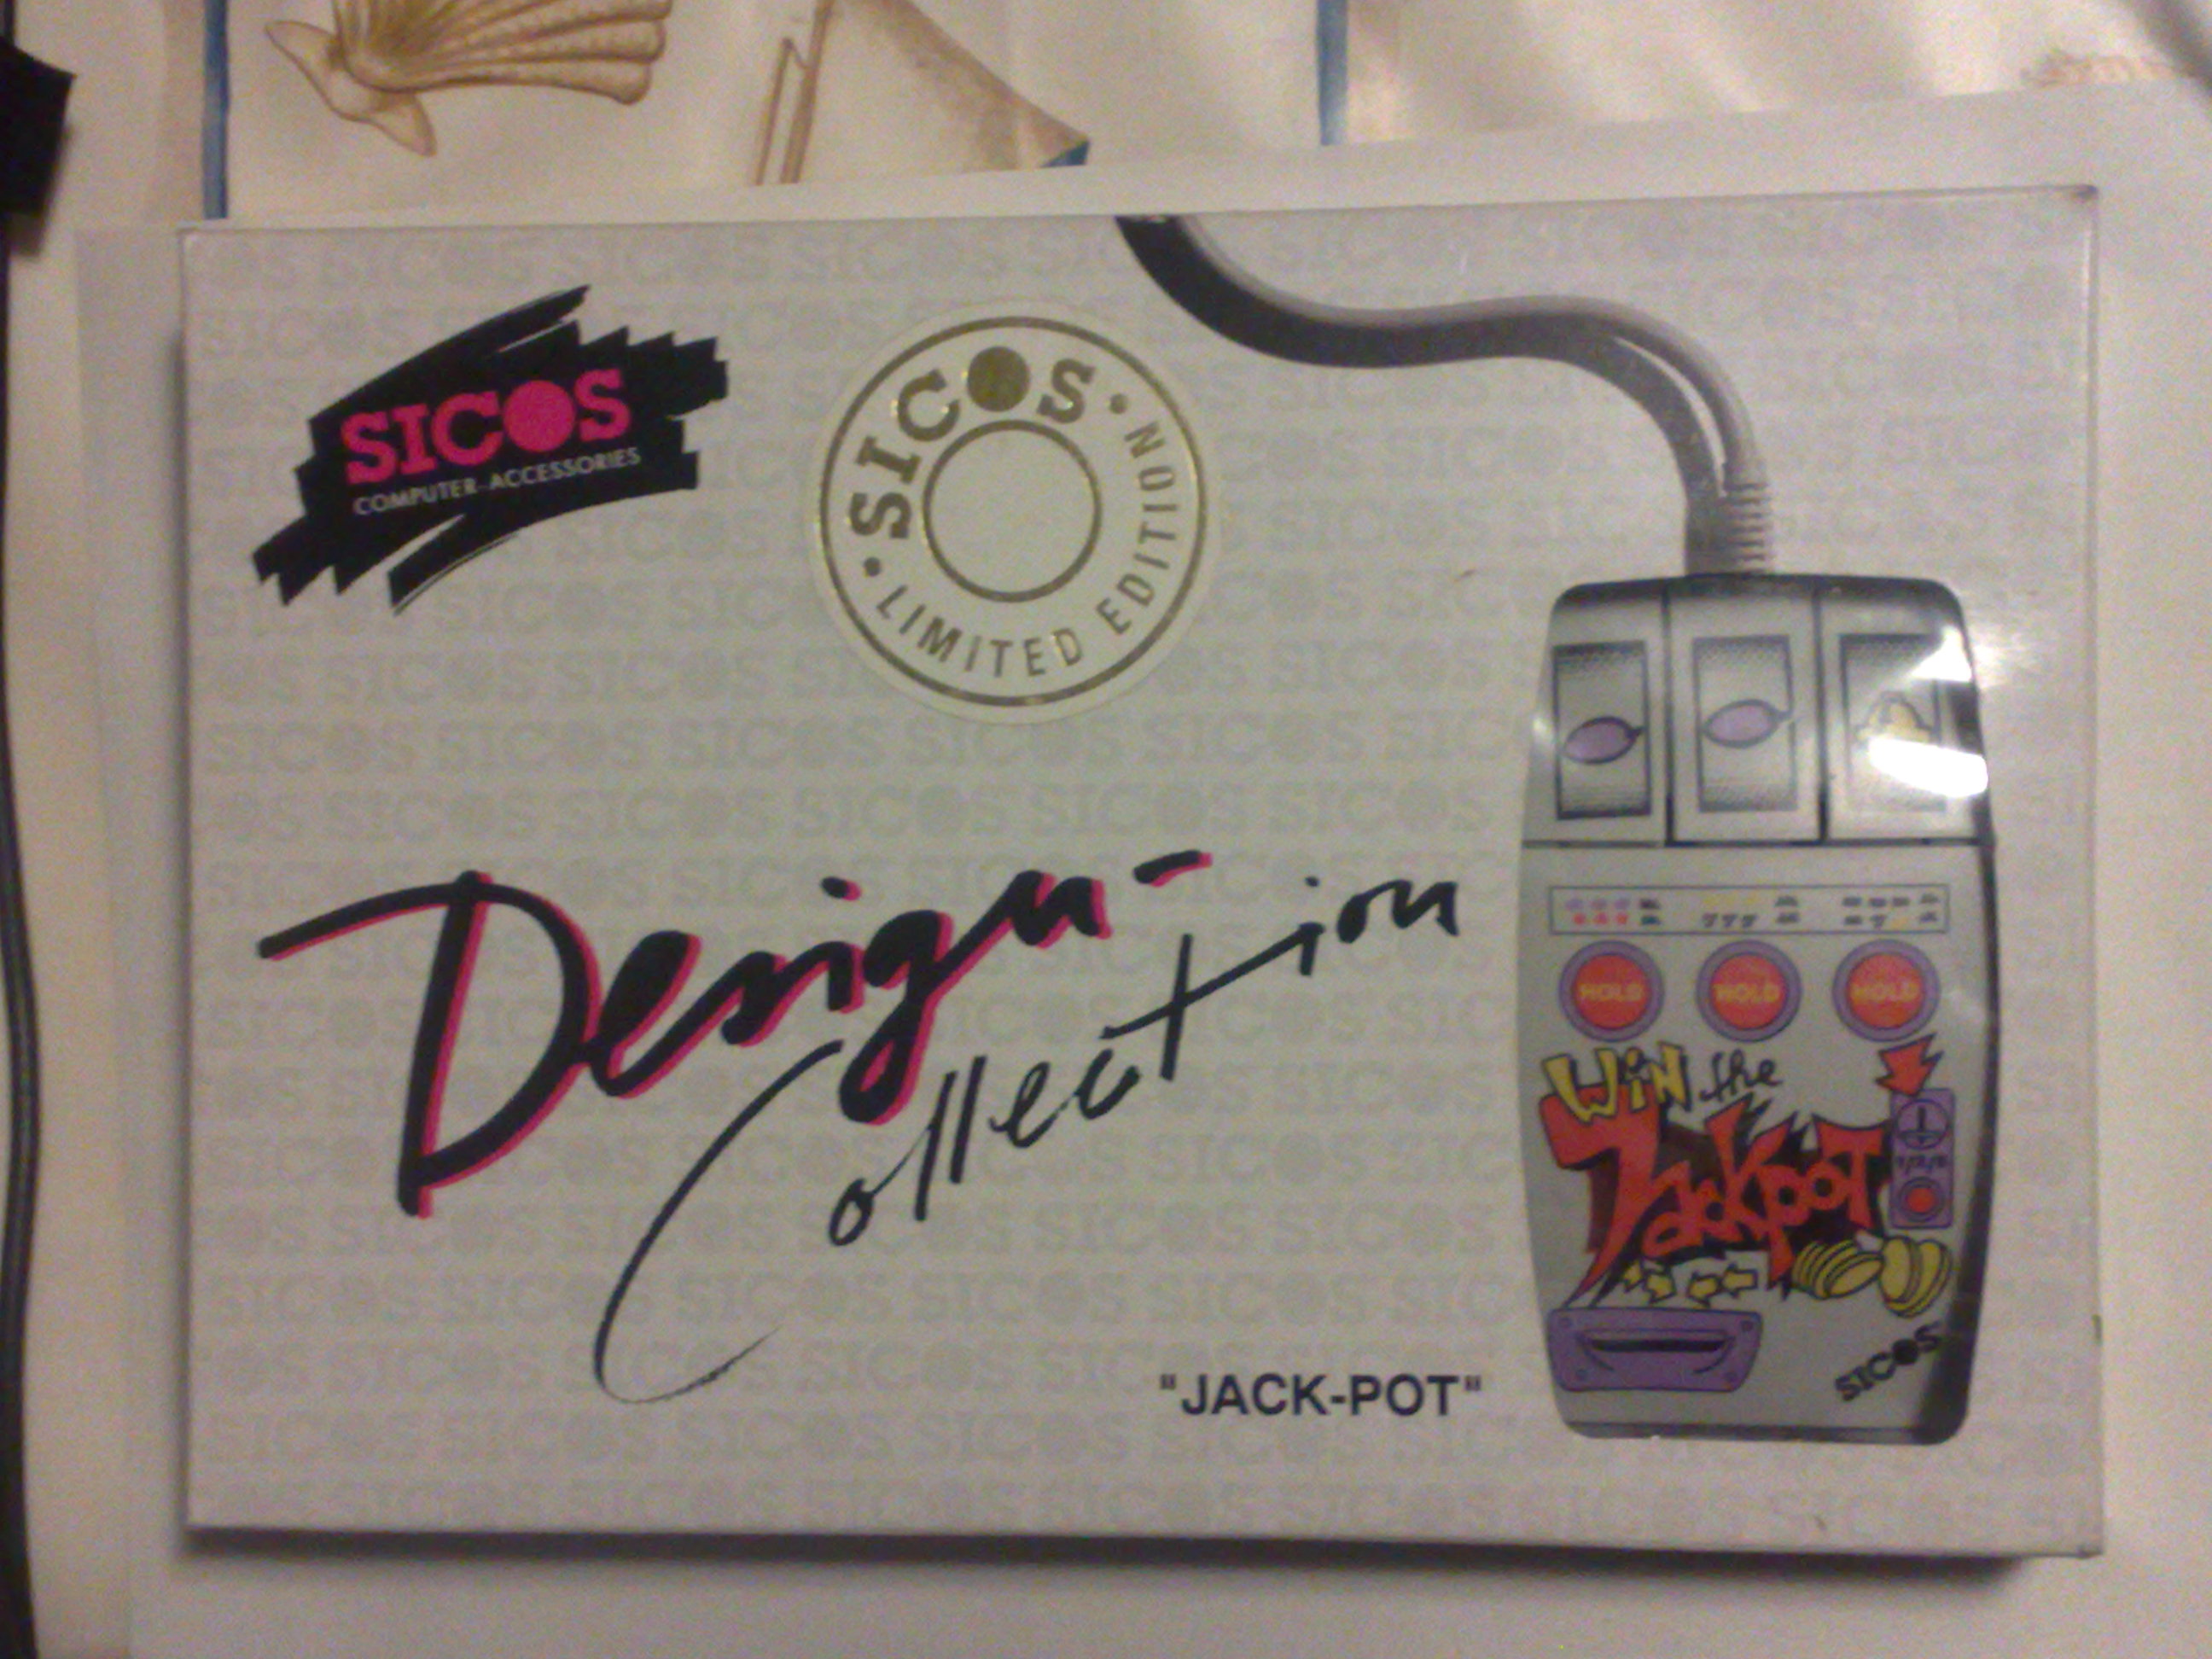 SICOS
COMPUTER-ACCESSORIES
SICOS · LIMITED EDITION ·
Design-
Collection
"JACK-POT"
HOLD HOLD HOLD
WiN the
JackpoT
SICOS